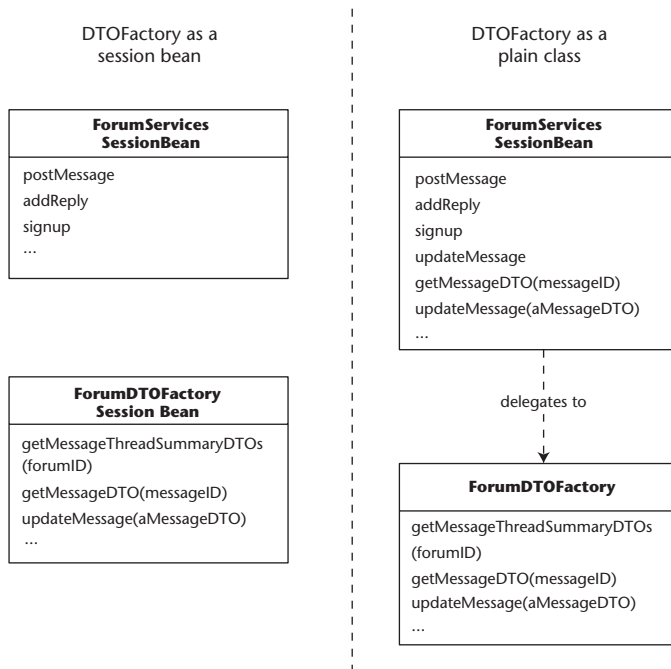 DTOFactory as a
session bean
ForumServices
SessionBean
postMessage
addReply
signup
...
ForumDTOFactory
Session Bean
getMessageThreadSummaryDTOs
(forumID)
getMessageDTO(messageID)
updateMessage(aMessageDTO)
...
DTOFactory as a
plain class
ForumServices
SessionBean
postMessage
addReply
signup
updateMessage
getMessageDTO(messageID)
updateMessage(aMessageDTO)
...
delegates to
ForumDTOFactory
getMessageThreadSummaryDTOs
(forumID)
getMessageDTO(messageID)
updateMessage(aMessageDTO)
...